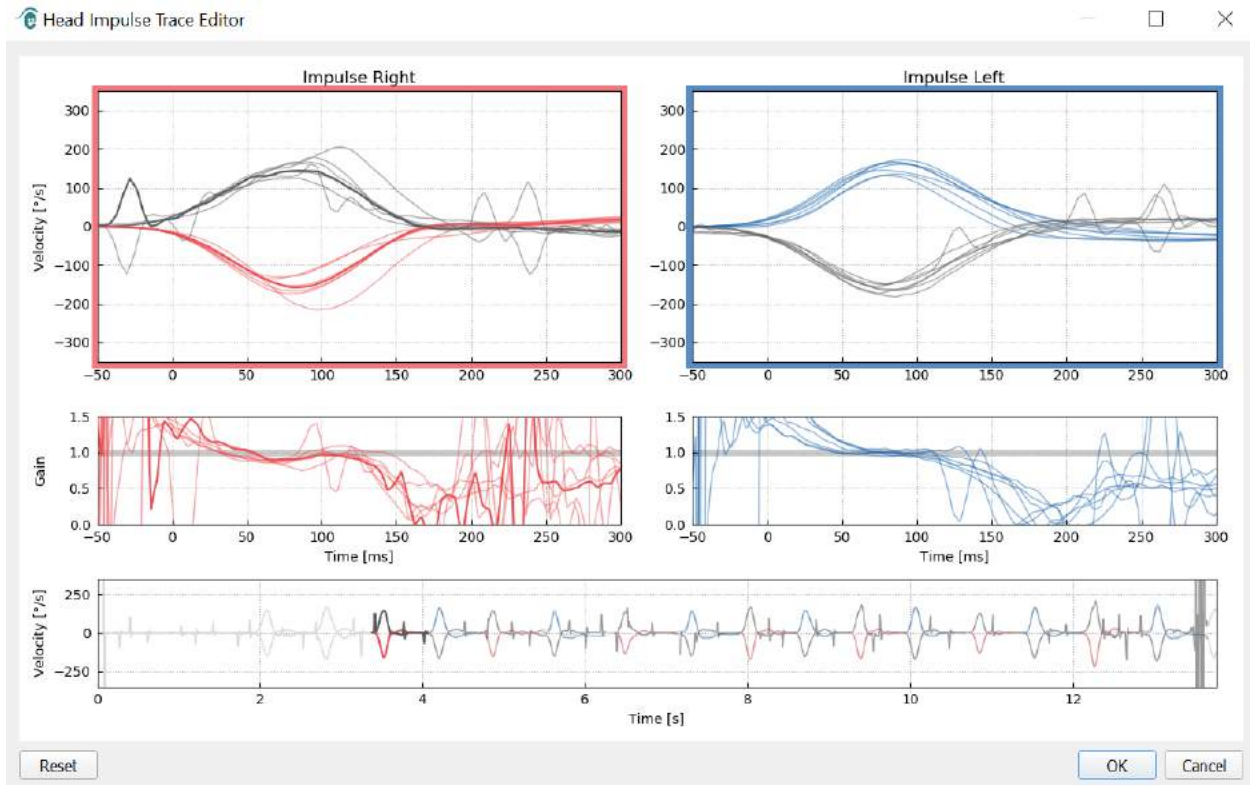 Head Impulse Trace Editor
Impulse Right
Impulse Left
300
200
100
0
−100
−200
−300
Velocity [°/s]
−50 0 50 100 150 200 250 300
300
200
100
0
−100
−200
−300
−50 0 50 100 150 200 250 300
1.5
1.0
0.5
0.0
Gain
−50 0 50 100 150 200 250 300
Time [ms]
1.5
1.0
0.5
0.0
−50 0 50 100 150 200 250 300
Time [ms]
250
0
−250
Velocity [°/s]
0 2 4 6 8 10 12
Time [s]
Reset
OK
Cancel